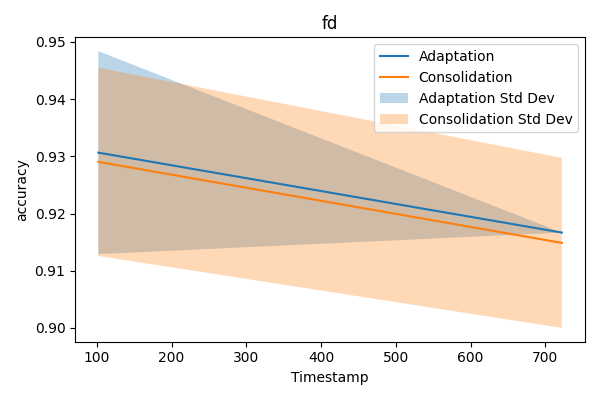 fd
0.95
0.94
0.93
0.92
0.91
0.90
accuracy
100
200
300
400
500
600
700
Timestamp
Adaptation
Consolidation
Adaptation Std Dev
Consolidation Std Dev